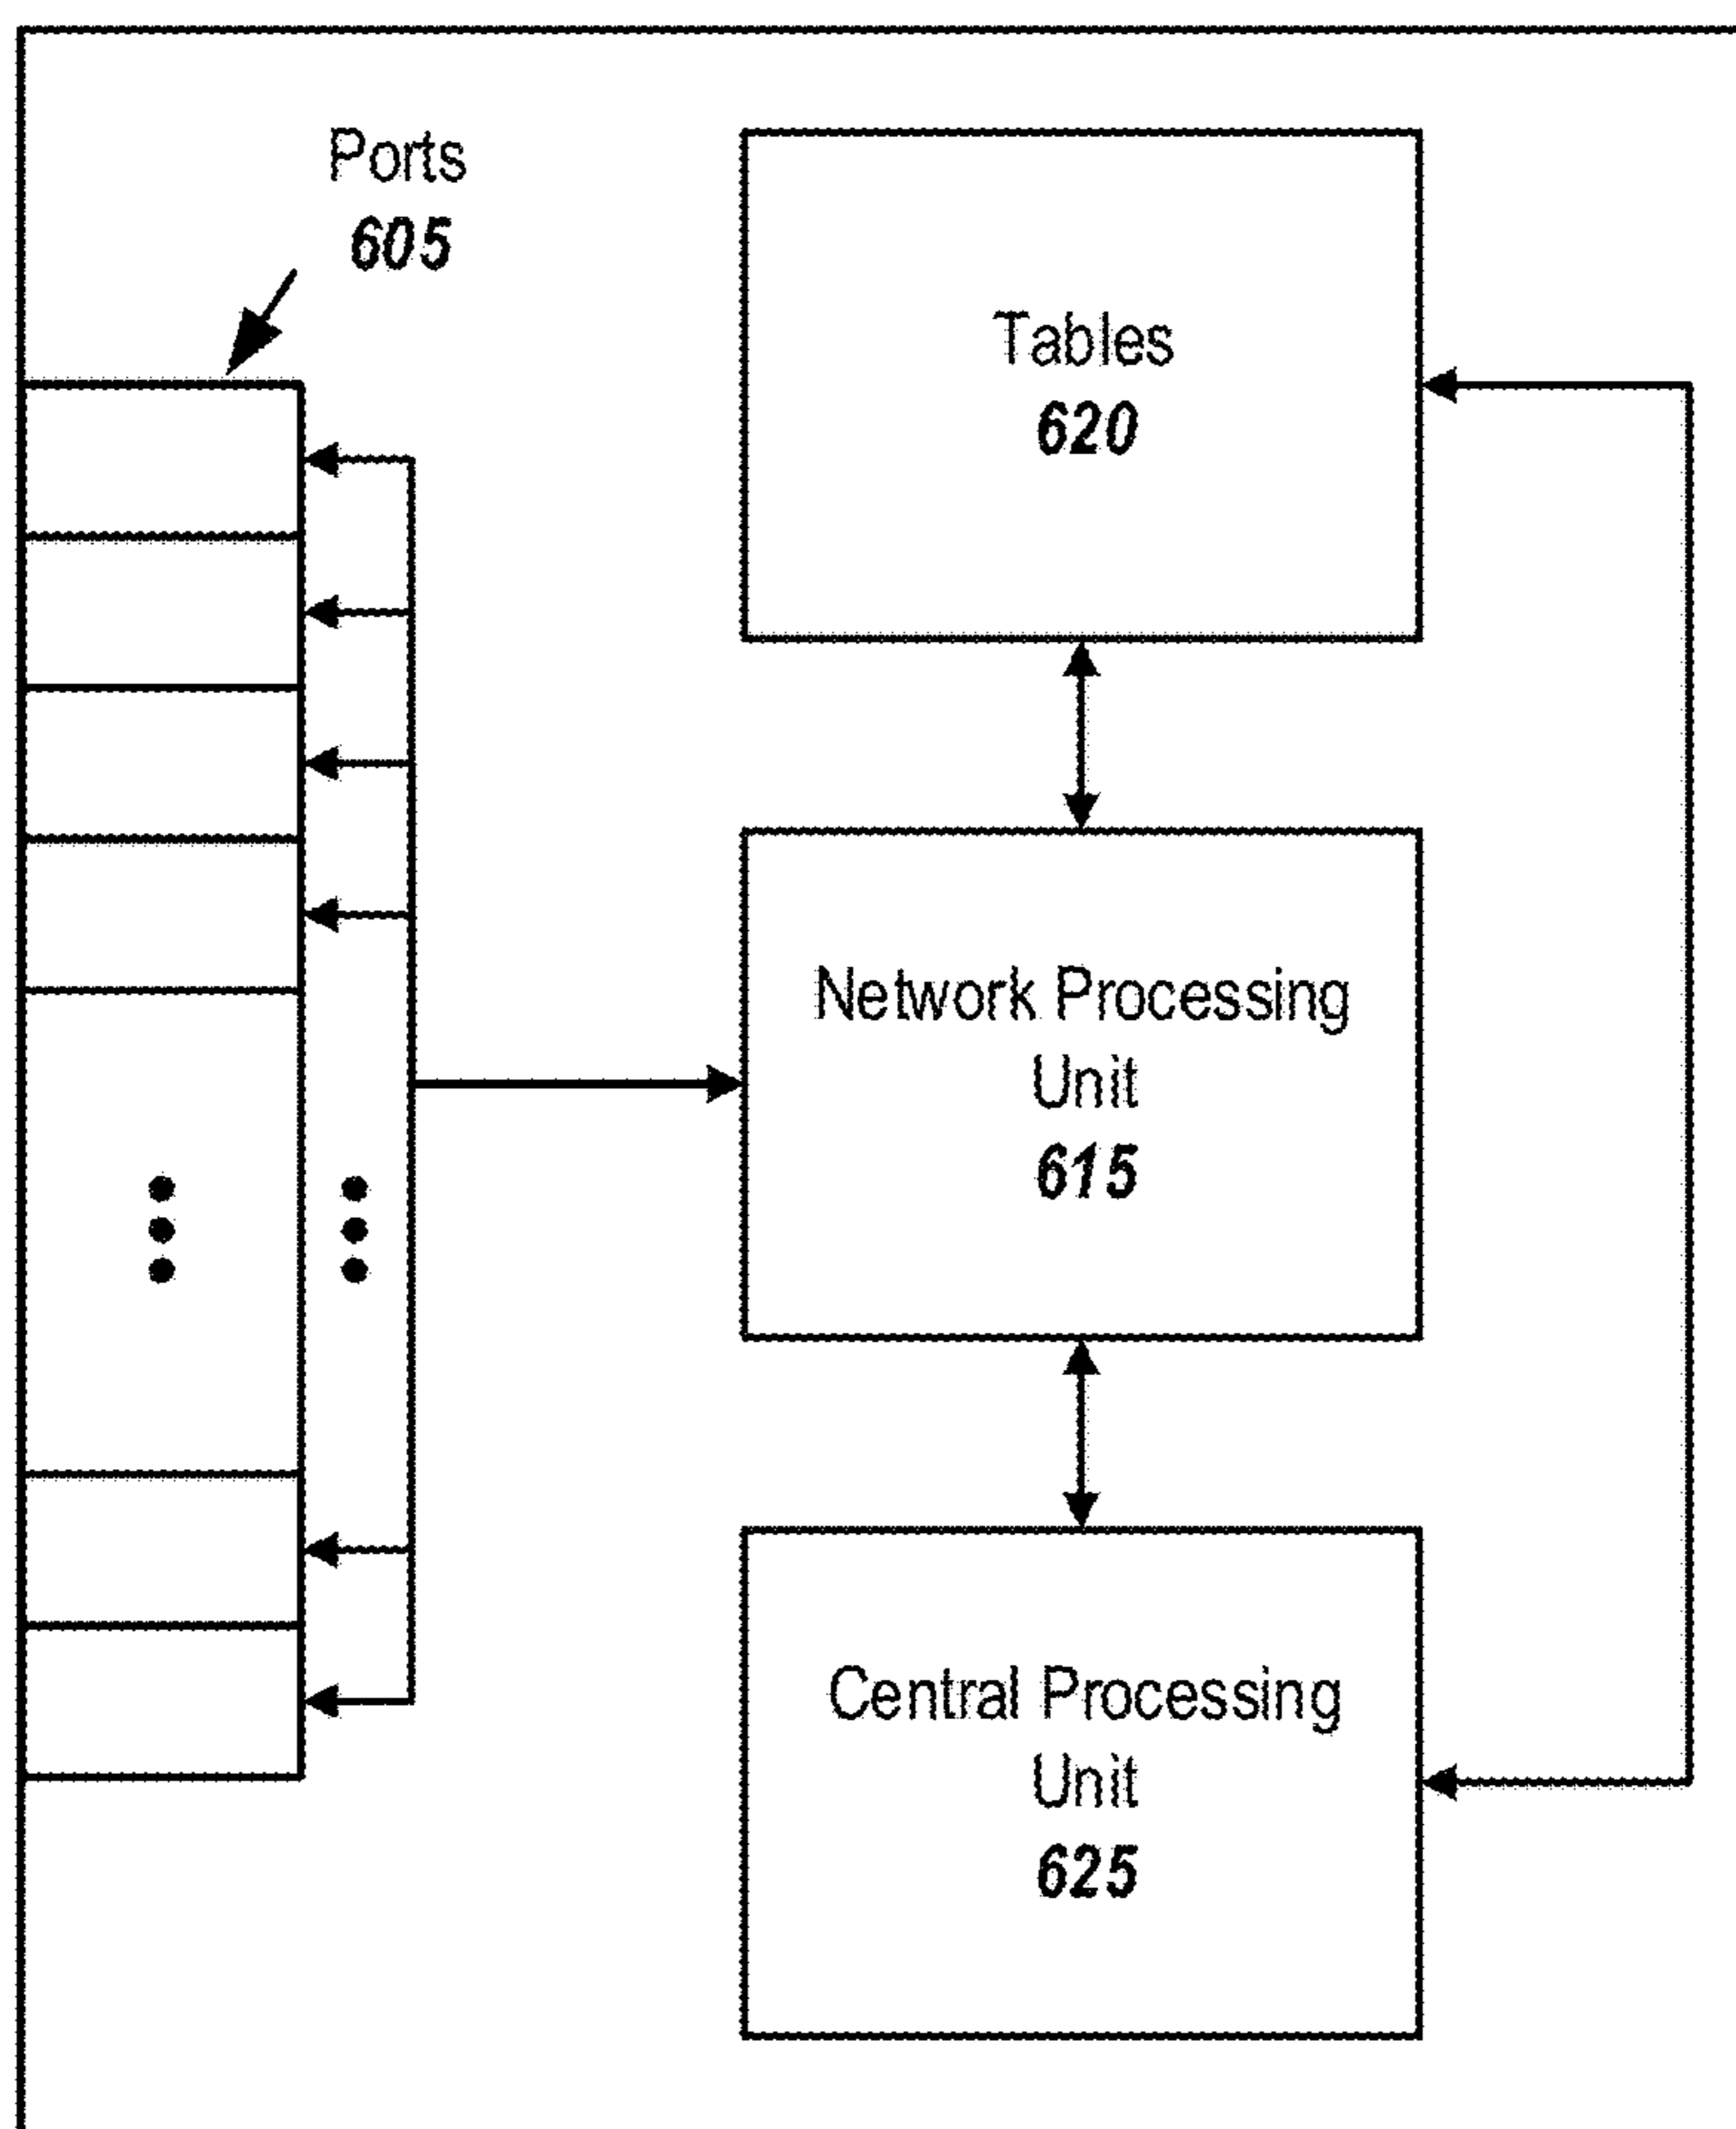 Ports
605
Tables
620
Network Processing
Unit
615
Central Processing
Unit
625